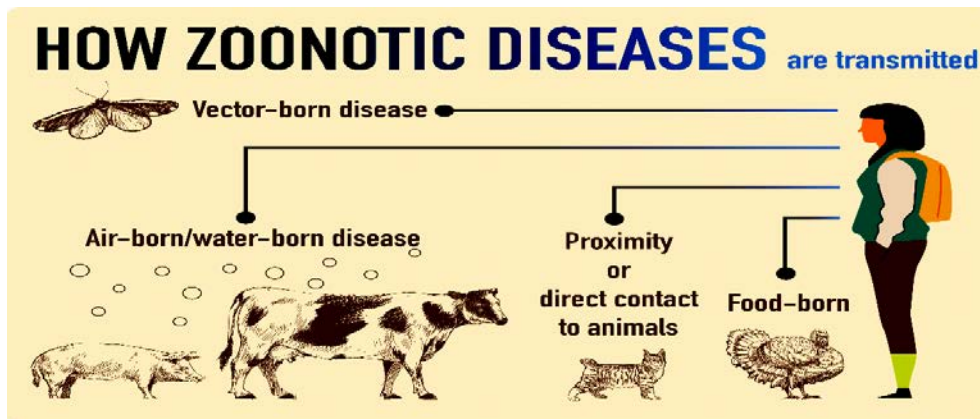 HOW ZOONOTIC DISEASES are transmitted
Vector-born disease
Air-born/water-born disease
Proximity
or
direct contact
to animals
Food-born